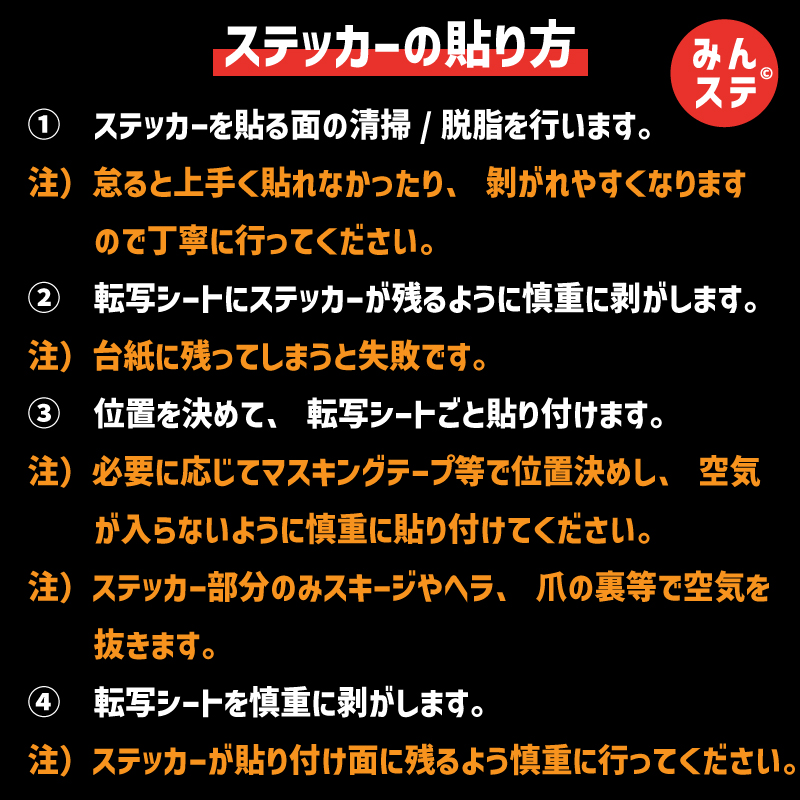 ステッカーの貼り方
みん
ステ©
① ステッカーを貼る面の清掃 / 脱脂を行います。
注）怠ると上手く貼れなかったり、 剝がれやすくなります
ので丁寧に行ってください。
② 転写シートにステッカーが残るように慎重に剝がします。
注）台紙に残ってしまうと失敗です。
③ 位置を決めて、 転写シートごと貼り付けます。
注）必要に応じてマスキングテープ等で位置決めし、 空気
が入らないように慎重に貼り付けてください。
注）ステッカー部分のみスキージやヘラ、 爪の裏等で空気を
抜きます。
④ 転写シートを慎重に剝がします。
注）ステッカーが貼り付け面に残るよう慎重に行ってください。